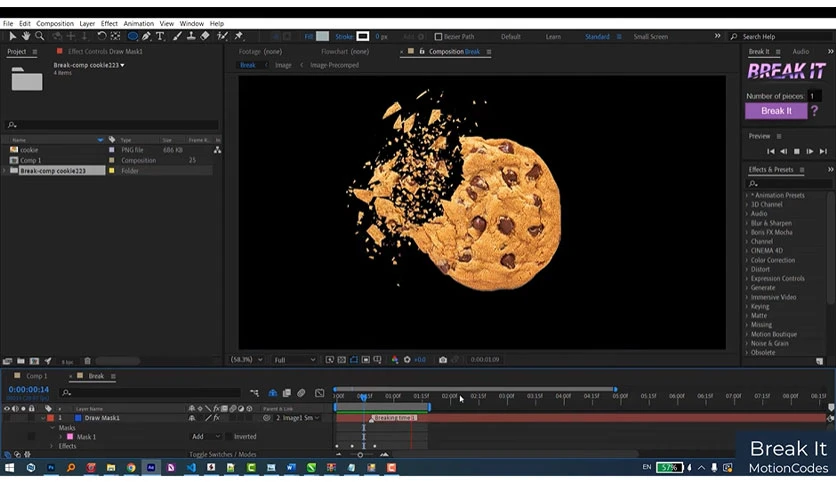 File Edit Composition Layer Effect Animation View Window Help
Fill Stroke 0 px Add: Bezier Path Default Learn Standard Small Screen Search Help
Project Effect Controls Draw Mask1
Footage (none) Flowchart (none) Composition Break
Break It Audio
Break Image Image-Precomped
Break-comp cookie223
4 items
BREAK IT
Number of pieces: 1
Break It ?
Preview
Name Type Size Frame R...
cookie PNG file 686 KB
Comp 1 Composition 25
Break-comp cookie223 Folder
Effects & Presets
* Animation Presets
3D Channel
Audio
Blur & Sharpen
Boris FX Mocha
Channel
CINEMA 4D
Color Correction
Distort
Expression Controls
Generate
Immersive Video
Keying
Matte
Missing
Motion Boutique
Noise & Grain
Obsolete
8 bpc
(58.3%) Full +0.0 0:00:01:09
Comp 1 Break
0:00:00:14
Layer Name Parent & Link
01:00f 01:15f 02:00f 02:15f 03:00f 03:15f 04:00f 04:15f 05:00f 05:15f 06:00f 06:15f 07:00f 07:15f 08:00f 08:15f
1 Draw Mask1 2. Image1 Sm
Breaking time
Masks
Mask 1 Add Inverted
Effects
Toggle Switches / Modes
EN 57%
Break It
MotionCodes